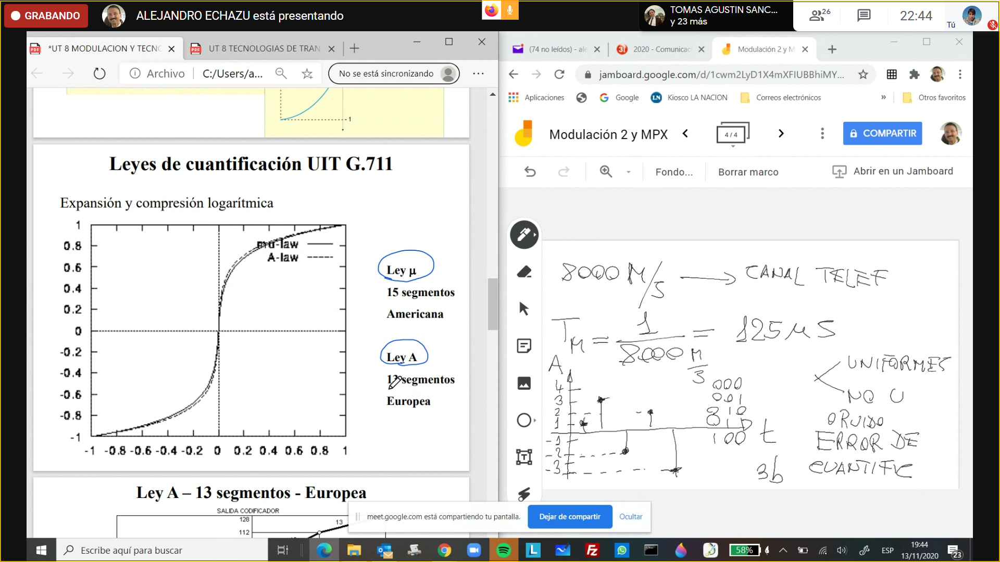 GRABANDO
ALEJANDRO ECHAZU está presentando
TOMAS AGUSTIN SANC...
y 23 más
26
22:44
Tú
*UT 8 MODULACION Y TECNO
UT 8 TECNOLOGIAS DE TRAN
Archivo
C:/Users/a...
No se está sincronizando
1
Leyes de cuantificación UIT G.711
Expansión y compresión logarítmica
1
0.8
0.6
0.4
0.2
0
-0.2
-0.4
-0.6
-0.8
-1
mu-law
A-law
-1 -0.8 -0.6 -0.4 -0.2 0 0.2 0.4 0.6 0.8 1
Ley μ
15 segmentos
Americana
Ley A
13 segmentos
Europea
Ley A – 13 segmentos - Europea
SALIDA CODIFICADOR
128
112
13
(74 no leídos) - ale
2020 - Comunicaci
Modulación 2 y M
jamboard.google.com/d/1cwm2LyD1X4mXFIUBBhiMY...
Aplicaciones
Google
LN
Kiosco LA NACION
Correos electrónicos
»
Otros favoritos
Modulación 2 y MPX
4 / 4
COMPARTIR
Fondo...
Borrar marco
Abrir en un Jamboard
8000 M/S → CANAL TELEF
TM = 1 / 8000 M/S = 125 μS
A
4
3
2
1
-1
-2
-3
-3
000
001
010
011
100
t
3b
UNIFORMES
NO U
RUIDO
ERROR DE
CUANTIFIC
meet.google.com está compartiendo tu pantalla.
Dejar de compartir
Ocultar
Escribe aquí para buscar
58%
ESP
19:44
13/11/2020
23